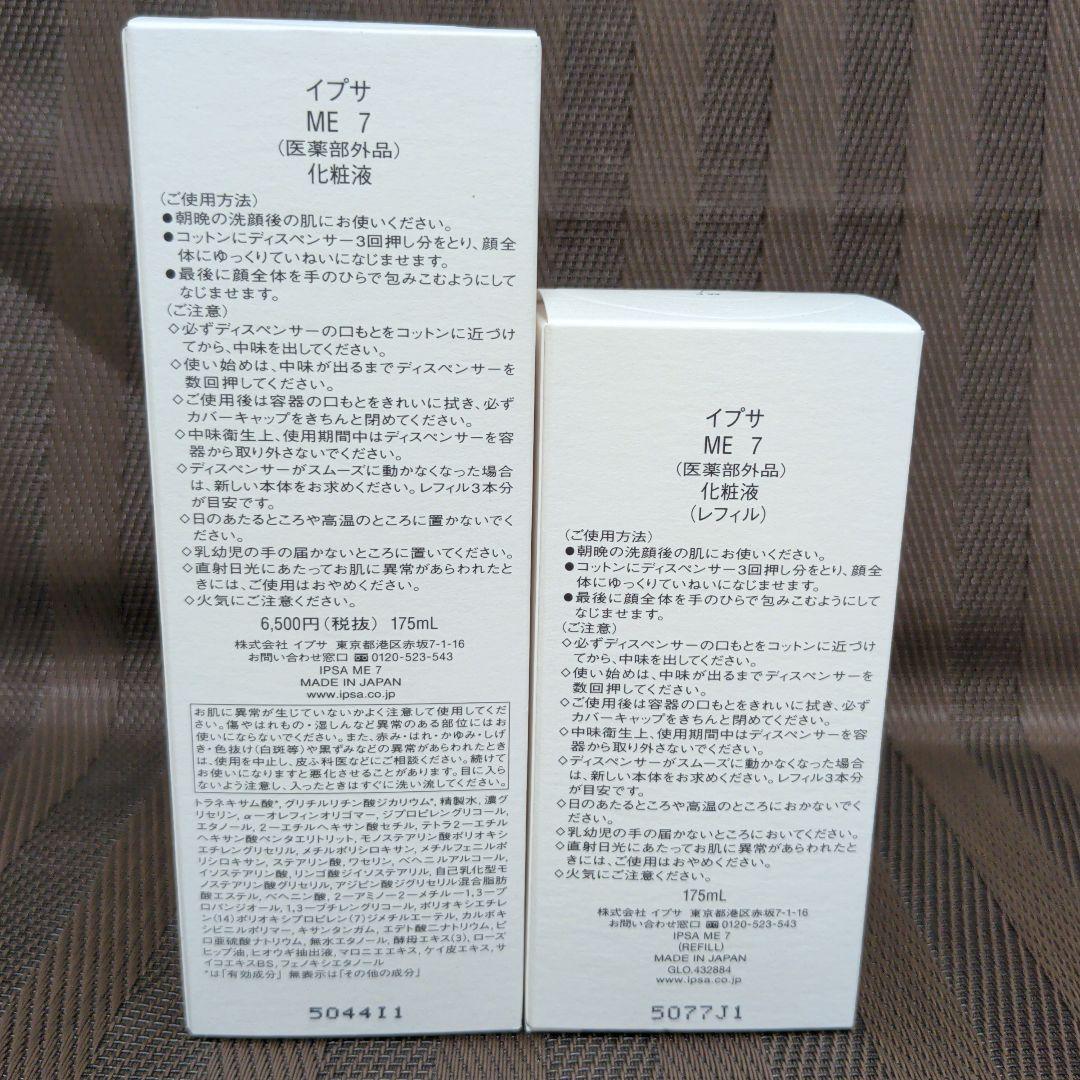 イプサ
ME 7
（医薬部外品）
化粧液
（ご使用方法）
●朝晩の洗顔後の肌にお使いください。
●コットンにディスペンサー3回押し分をとり、顔全
体にゆっくりていねいになじませます。
●最後に顔全体を手のひらで包みこむようにして
なじませます。
（ご注意）
◇必ずディスペンサーの口もとをコットンに近づけ
てから、中味を出してください。
◇使い始めは、中味が出るまでディスペンサーを
数回押してください。
◇ご使用後は容器の口もとをきれいに拭き、必ず
カバーキャップをきちんと閉めてください。
◇中味衛生上、使用期間中はディスペンサーを容
器から取り外さないでください。
◇ディスペンサーがスムーズに動かなくなった場合
は、新しい本体をお求めください。レフィル3本分
が目安です。
◇日のあたるところや高温のところに置かないでく
ださい。
◇乳幼児の手の届かないところに置いてください。
◇直射日光にあたってお肌に異常があらわれたと
きには、ご使用はおやめください。
◇火気にご注意ください。
6,500円（税抜） 175mL
株式会社 イプサ 東京都港区赤坂7-1-16
お問い合わせ窓口 0120-523-543
IPSA ME 7
MADE IN JAPAN
www.ipsa.co.jp
お肌に異常が生じていないかよく注意して使用してくだ
さい。傷やはれもの・湿しんなど異常のある部位にはお
使いにならないでください。また、赤み・はれ・かゆみ・しげ
き・色抜け（白斑等）や黒ずみなどの異常があらわれたとき
は、使用を中止し、皮ふ科医などにご相談ください。続けて
お使いになりますと悪化させることがあります。目に入ら
ないよう注意し、入ったときはすぐに洗い流してください。
トラネキサム酸*，グリチルリチン酸ジカリウム*，精製水，濃グ
リセリン，α－オレフィンオリゴマー，ジプロピレングリコール，
エタノール，2－エチルヘキサン酸セチル，テトラ2－エチル
ヘキサン酸ペンタエリトリット，モノステアリン酸ポリオキシ
エチレングリセリル，メチルポリシロキサン，メチルフェニルポ
リシロキサン，ステアリン酸，ワセリン，ベヘニルアルコール，
イソステアリン酸，リンゴ酸ジイソステアリル，自己乳化型モ
ノステアリン酸グリセリル，アジピン酸ジグリセリル混合脂肪
酸エステル，ベヘニン酸，2－アミノ－2－メチル－1，3－プ
ロパンジオール，1，3－ブチレングリコール，ポリオキシエチレ
ン（14）ポリオキシプロピレン（7）ジメチルエーテル，カルボキ
シビニルポリマー，キサンタンガム，エデト酸二ナトリウム，ピ
ロ亜硫酸ナトリウム，無水エタノール，酵母エキス（3），ローズ
ヒップ油，ヒオウギ抽出液，マロニエエキス，ケイ皮エキス，サ
イコエキスBS，フェノキシエタノール
*は「有効成分」 無表示は「その他の成分」
5044I1
イプサ
ME 7
（医薬部外品）
化粧液
（レフィル）
（ご使用方法）
●朝晩の洗顔後の肌にお使いください。
●コットンにディスペンサー3回押し分をとり、顔全
体にゆっくりていねいになじませます。
●最後に顔全体を手のひらで包みこむようにして
なじませます。
（ご注意）
◇必ずディスペンサーの口もとをコットンに近づけ
てから、中味を出してください。
◇使い始めは、中味が出るまでディスペンサーを
数回押してください。
◇ご使用後は容器の口もとをきれいに拭き、必ず
カバーキャップをきちんと閉めてください。
◇中味衛生上、使用期間中はディスペンサーを容
器から取り外さないでください。
◇ディスペンサーがスムーズに動かなくなった場合
は、新しい本体をお求めください。レフィル3本分
が目安です。
◇日のあたるところや高温のところにおかないでく
ださい。
◇乳幼児の手の届かないところにおいてください。
◇直射日光にあたってお肌に異常があらわれたと
きには、ご使用はおやめください。
◇火気にご注意ください。
175mL
株式会社 イプサ 東京都港区赤坂7-1-16
お問い合わせ窓口 0120-523-543
IPSA ME 7
(REFILL)
MADE IN JAPAN
GLO.432884
www.ipsa.co.jp
5077J1